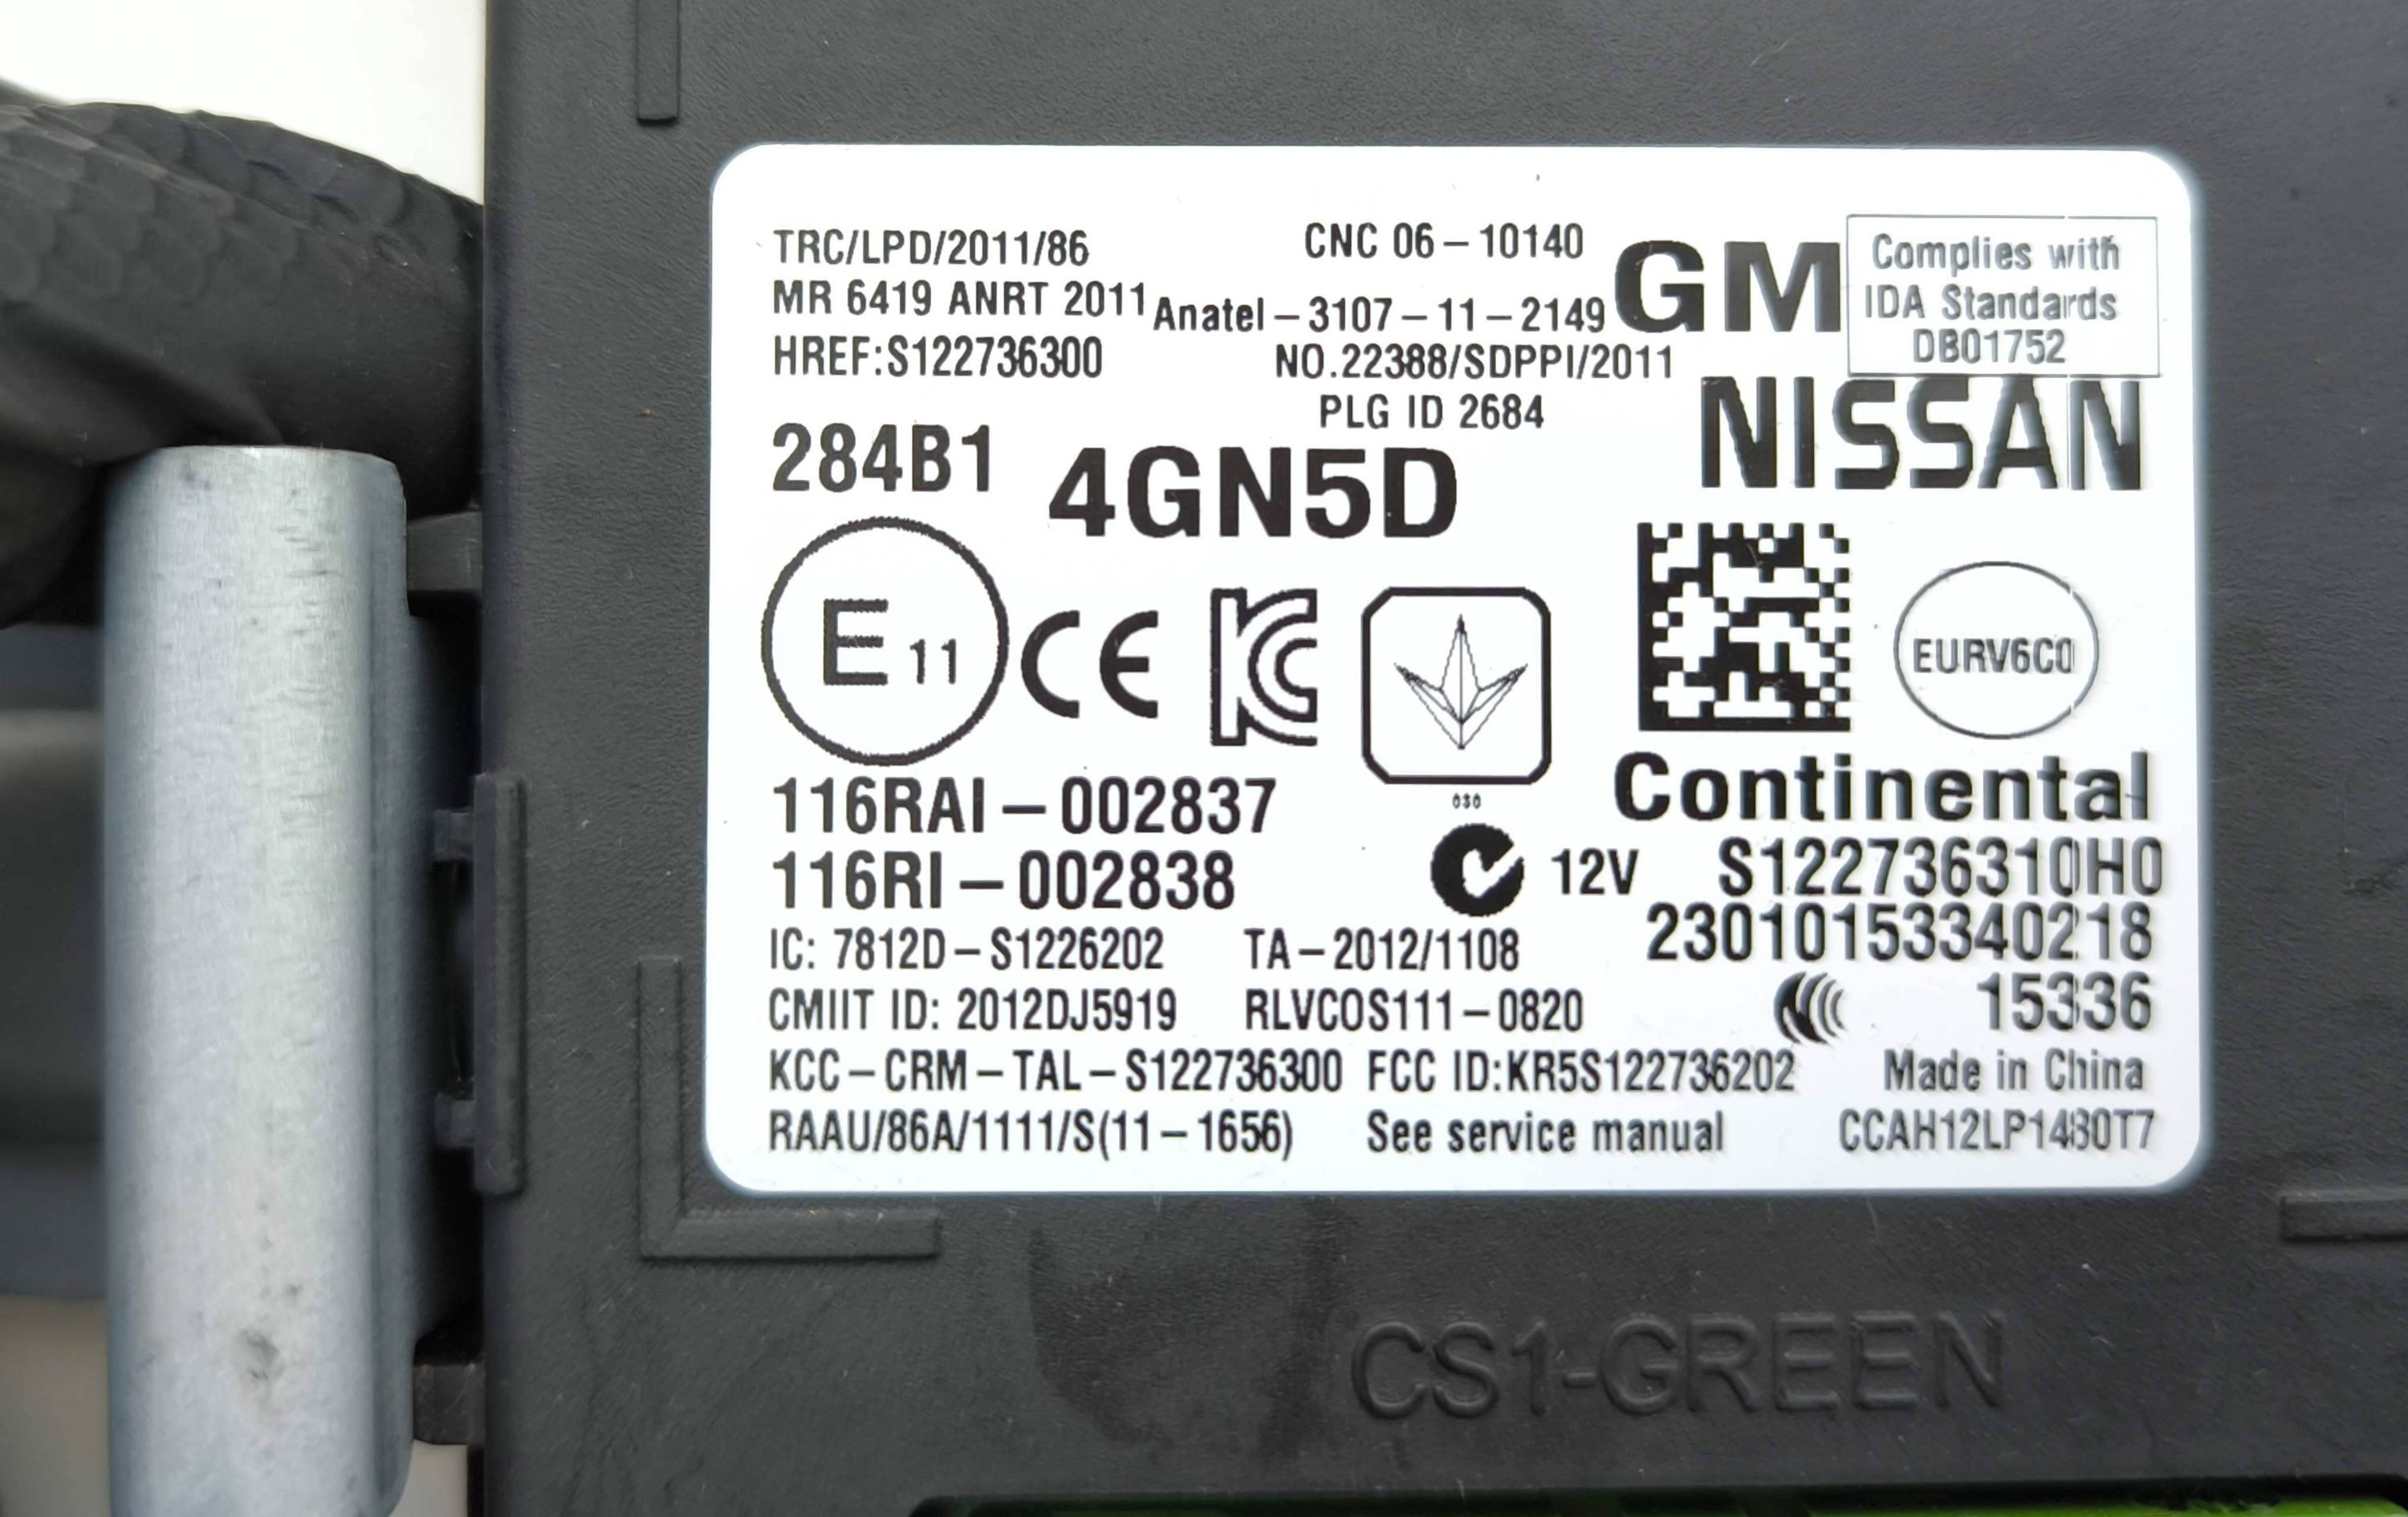 TRC/LPD/2011/86
CNC 06-10140
GM
Complies with
IDA Standards
DB01752
MR 6419 ANRT 2011
Anatel-3107-11-2149
HREF:S122736300
NO.22388/SDPPI/2011
PLG ID 2684
NISSAN
284B1
4GN5D
E 11
CE
KC
EURV6C0
030
Continental
116RAI-002837
116RI-002838
12V
S122736310H0
23010153340218
IC: 7812D-S1226202
TA-2012/1108
15336
CMIIT ID: 2012DJ5919
RLVCOS111-0820
KCC-CRM-TAL-S122736300
FCC ID:KR5S122736202
Made in China
RAAU/86A/1111/S(11-1656)
See service manual
CCAH12LP1480T7
CS1-GREEN